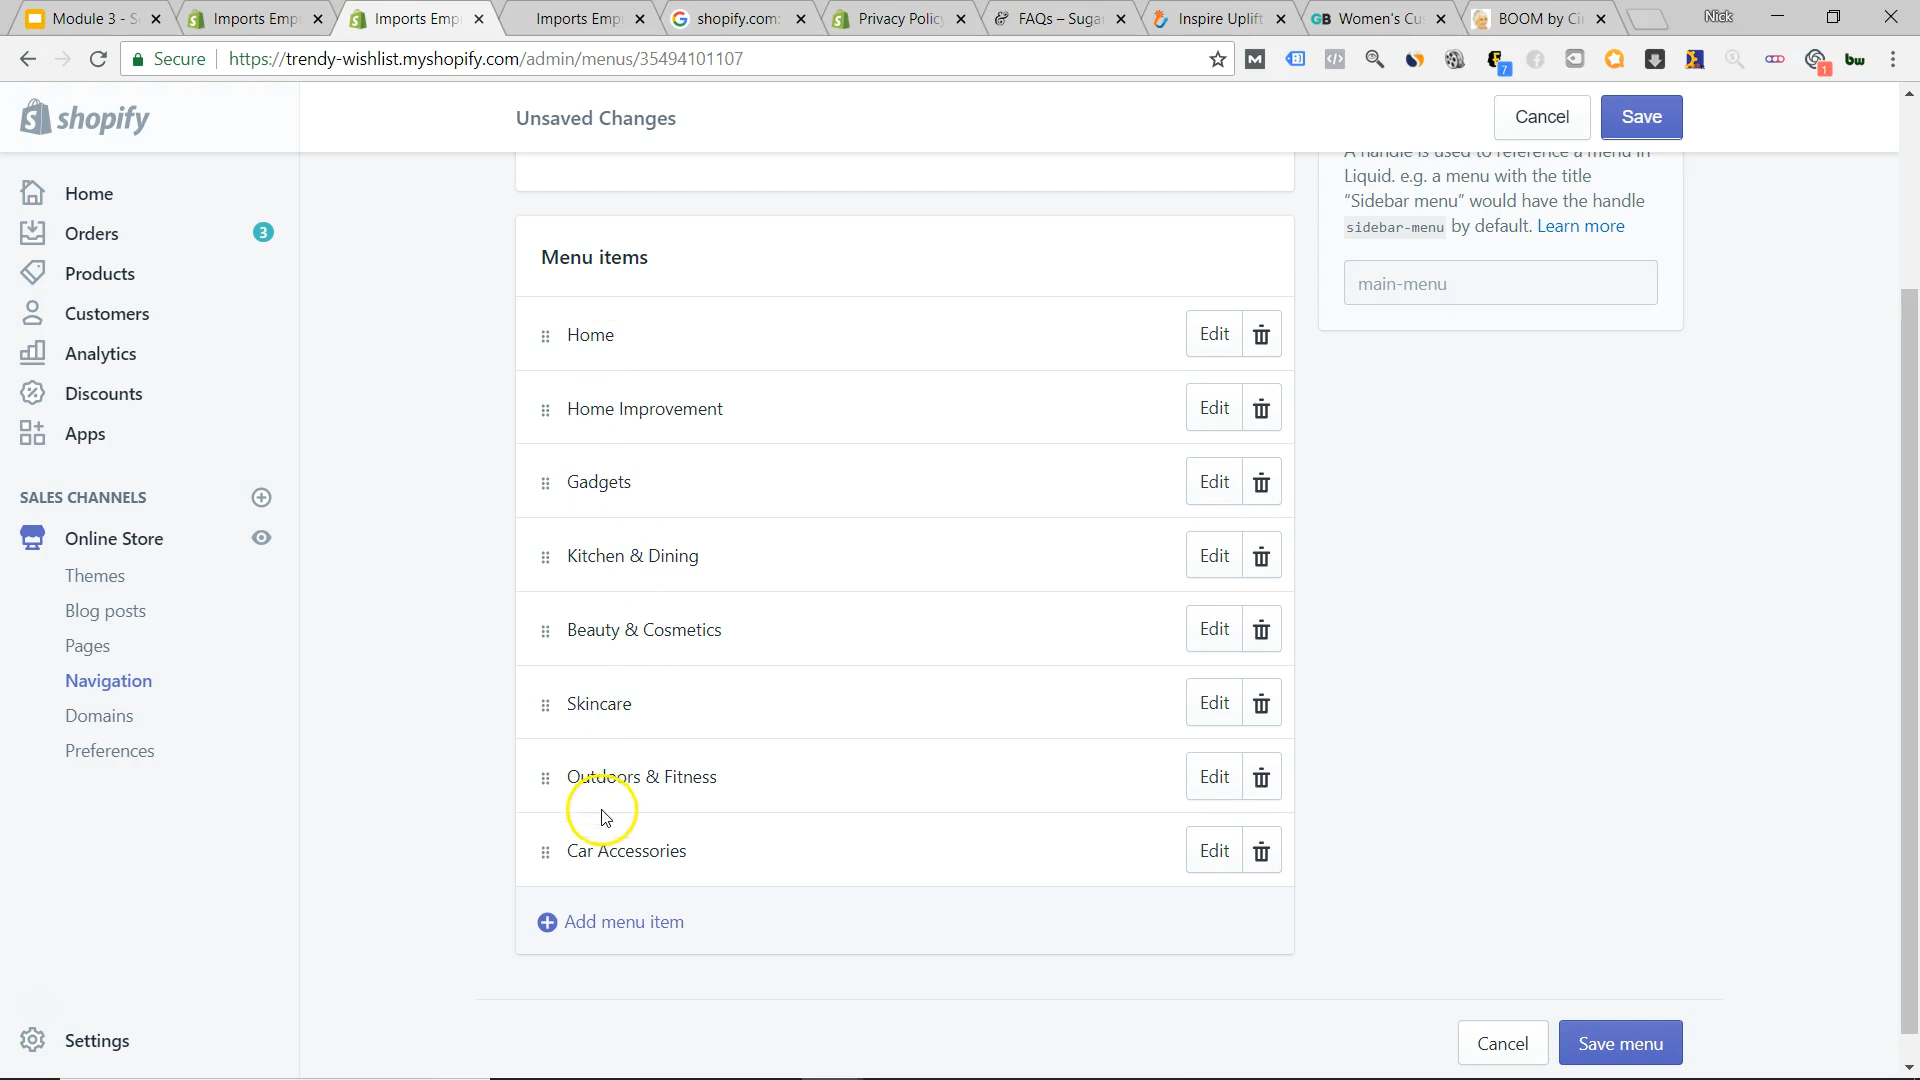 Module 3 - S
Imports Emp
Imports Emp
Imports Emp
shopify.com:
Privacy Polic
FAQs – Suga
Inspire Uplift
GB Women's Cu
BOOM by Ci
Nick
Secure https://trendy-wishlist.myshopify.com/admin/menus/35494101107
M
7
1
bw
shopify
Unsaved Changes
Cancel
Save
Home
Orders 3
Products
Customers
Analytics
Discounts
Apps
SALES CHANNELS
Online Store
Themes
Blog posts
Pages
Navigation
Domains
Preferences
Settings
Menu items
Home Edit
Home Improvement Edit
Gadgets Edit
Kitchen & Dining Edit
Beauty & Cosmetics Edit
Skincare Edit
Outdoors & Fitness Edit
Car Accessories Edit
Add menu item
A handle is used to reference a menu in
Liquid. e.g. a menu with the title
“Sidebar menu” would have the handle
sidebar-menu by default. Learn more
main-menu
Cancel
Save menu